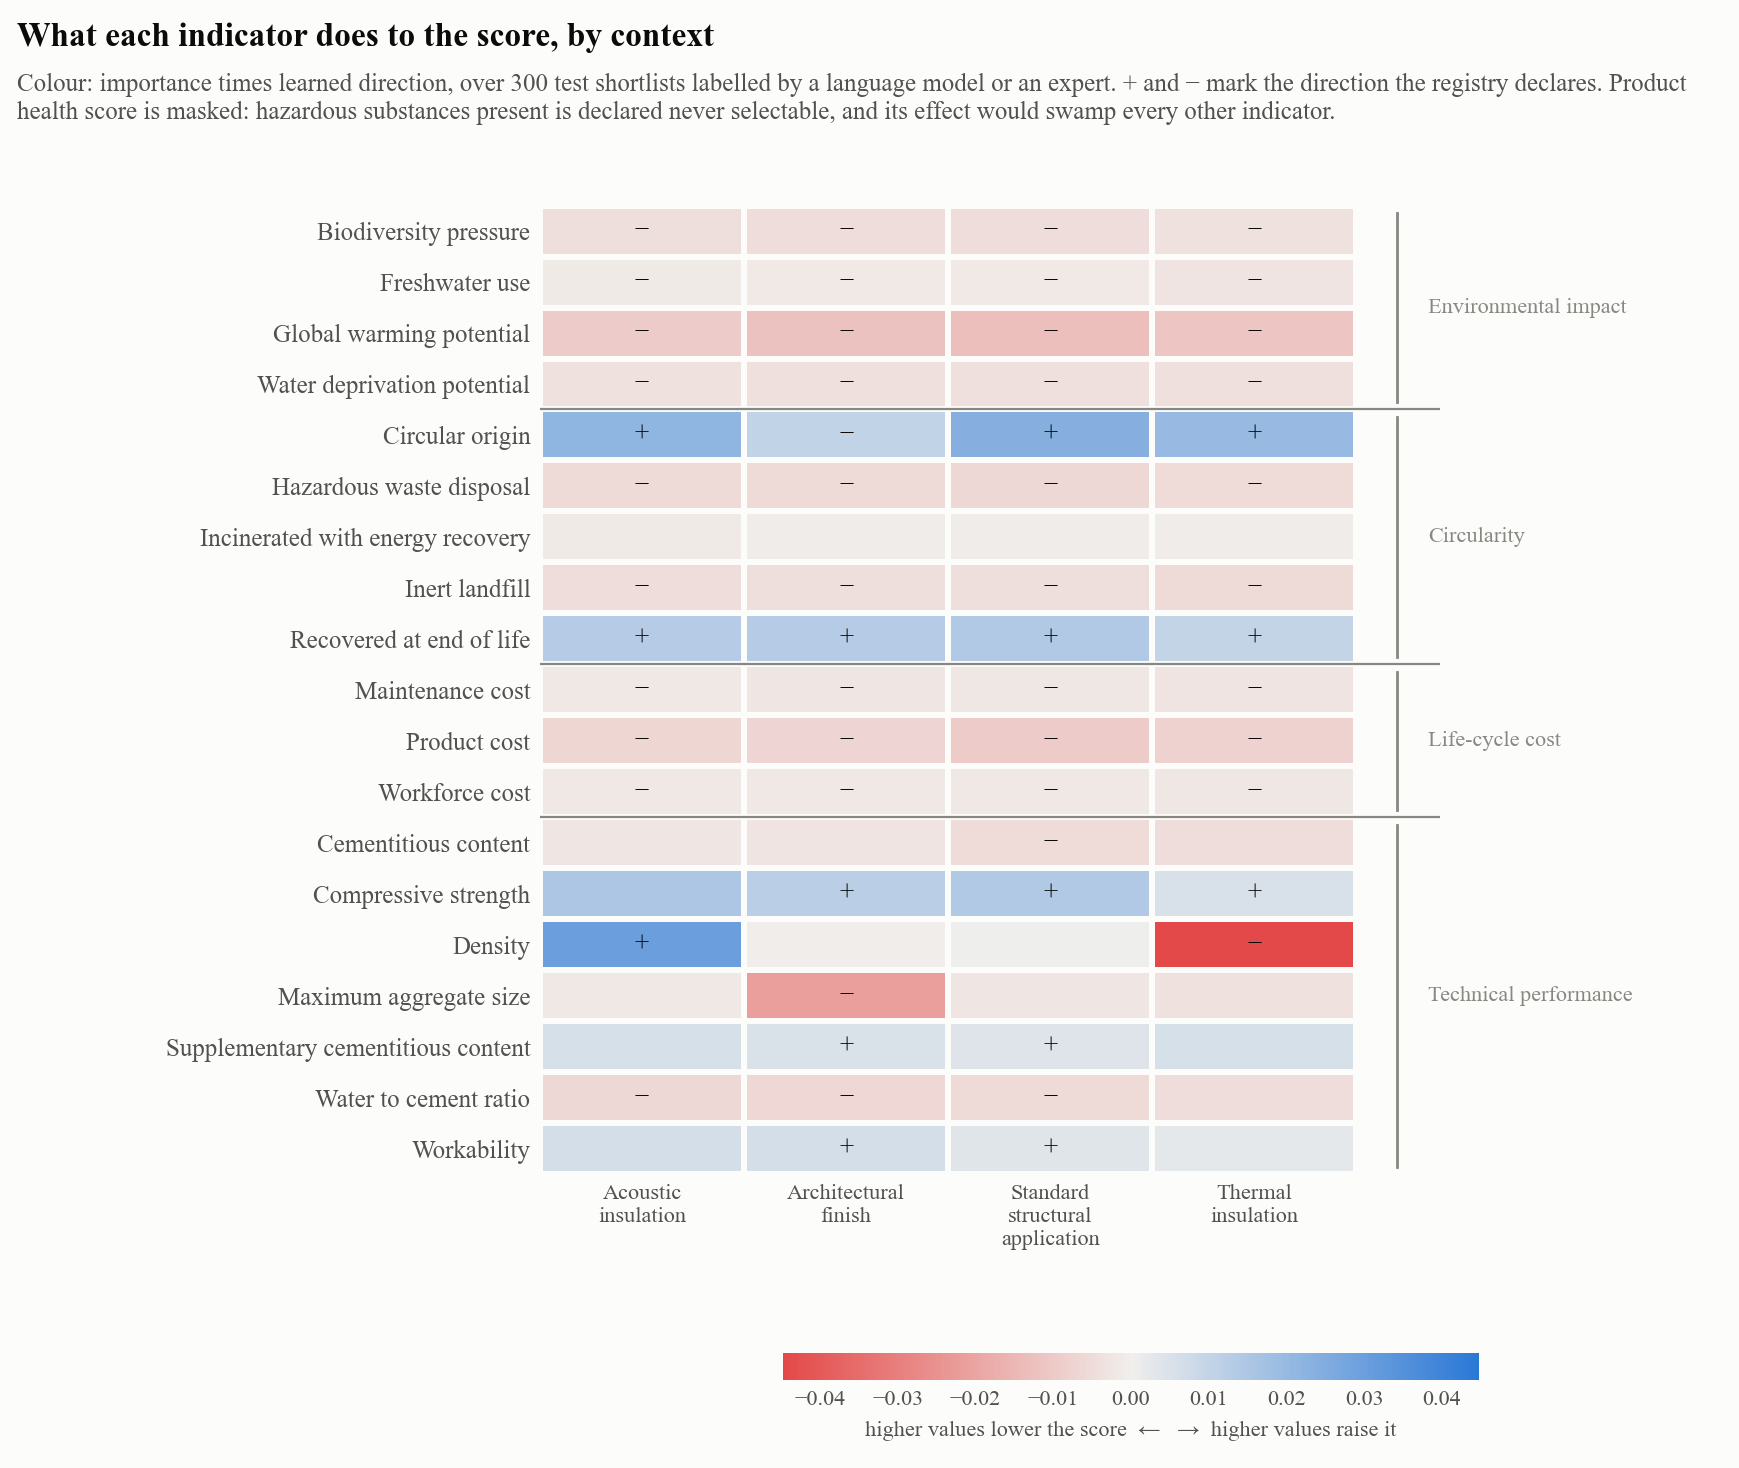 What each indicator does to the score, by context
Colour: importance times learned direction, over 300 test shortlists labelled by a language model or an expert. + and − mark the direction the registry declares. Product
health score is masked: hazardous substances present is declared never selectable, and its effect would swamp every other indicator.
Biodiversity pressure − − − −
Freshwater use − − − −
Environmental impact
Global warming potential − − − −
Water deprivation potential − − − −
Circular origin + − + +
Hazardous waste disposal − − − −
Incinerated with energy recovery
Circularity
Inert landfill − − − −
Recovered at end of life + + + +
Maintenance cost − − − −
Product cost − − − −
Life-cycle cost
Workforce cost − − − −
Cementitious content −
Compressive strength + + +
Density + −
Maximum aggregate size −
Technical performance
Supplementary cementitious content + +
Water to cement ratio − − −
Workability + +
Acoustic
insulation
Architectural
finish
Standard
structural
application
Thermal
insulation
−0.04 −0.03 −0.02 −0.01 0.00 0.01 0.02 0.03 0.04
higher values lower the score ← → higher values raise it